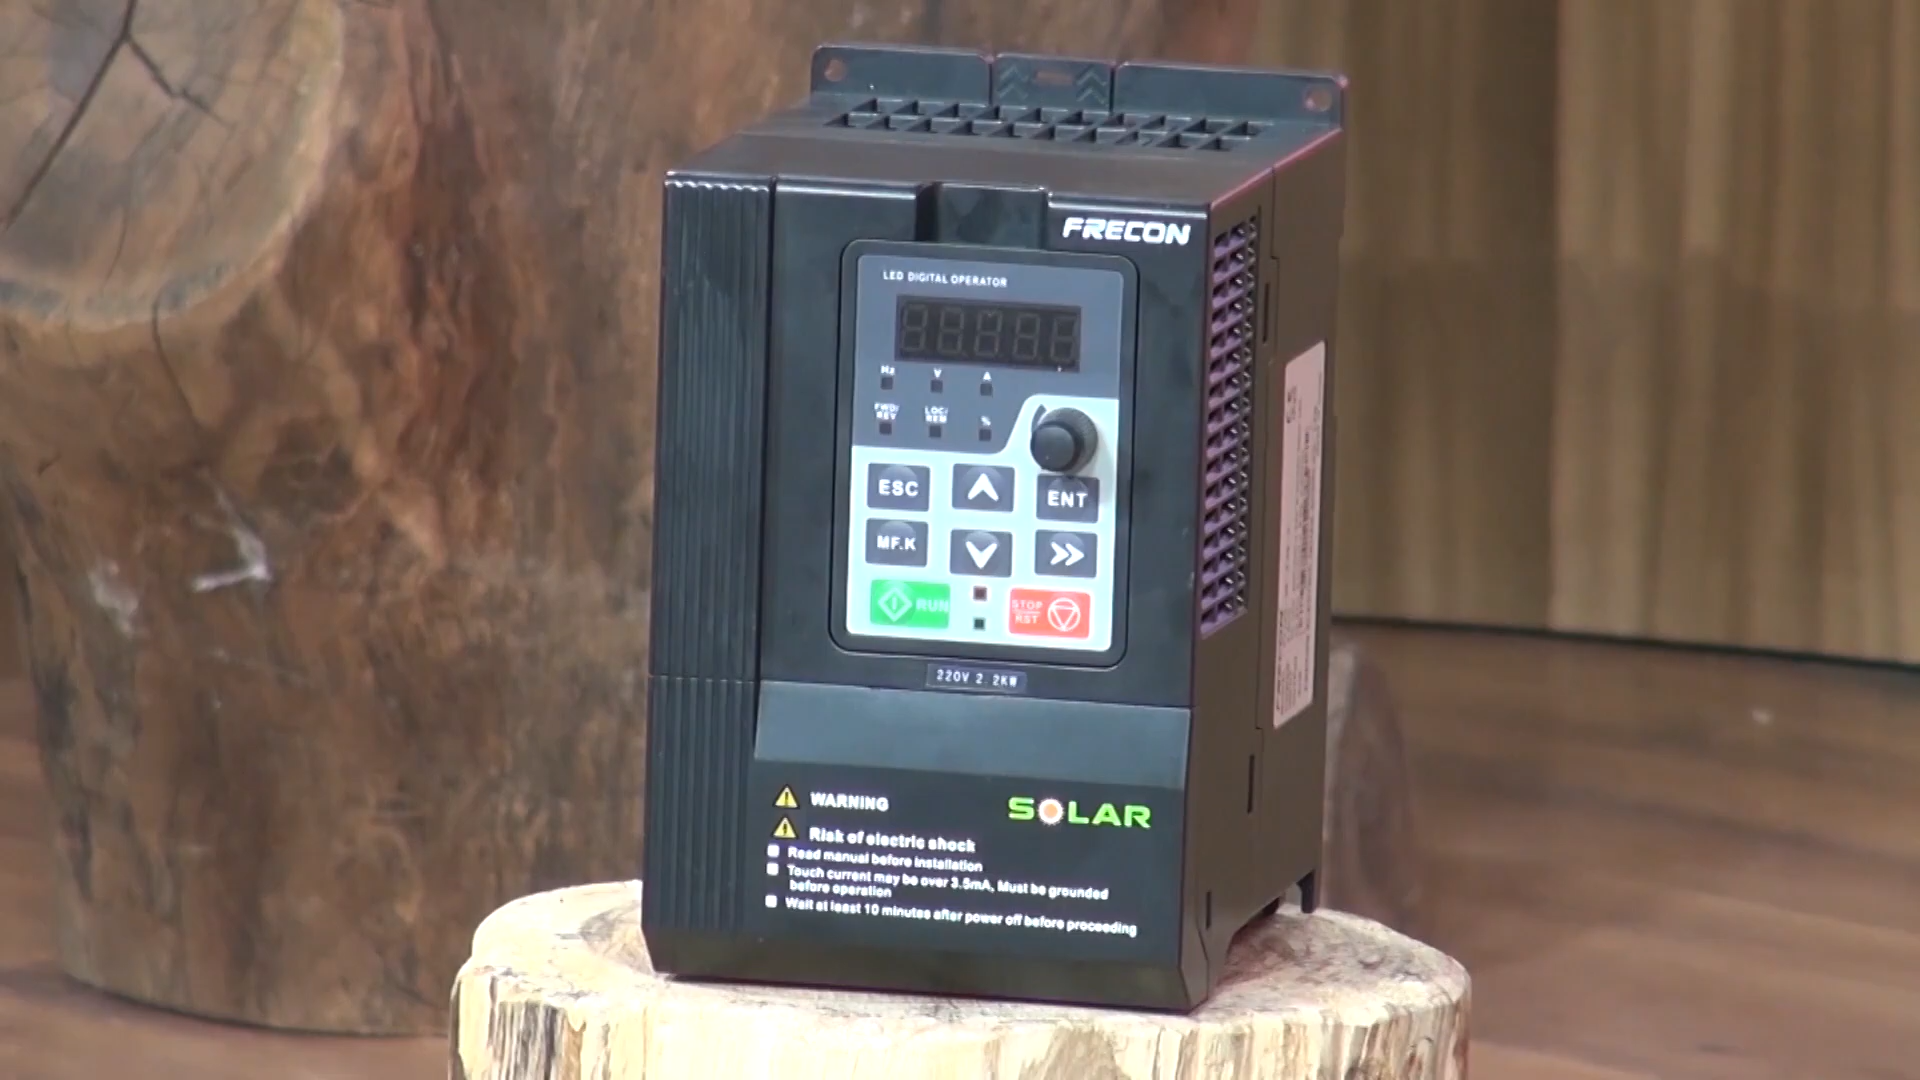 FRECON
LED DIGITAL OPERATOR
Hz V A
FWD/ LOC/ %
REV REM
ESC ENT
MF.K
RUN STOP
RST
220V 2.2KW
WARNING
SOLAR
Risk of electric shock
Read manual before installation
Touch current may be over 3.5mA, Must be grounded
before operation
Wait at least 10 minutes after power off before proceeding